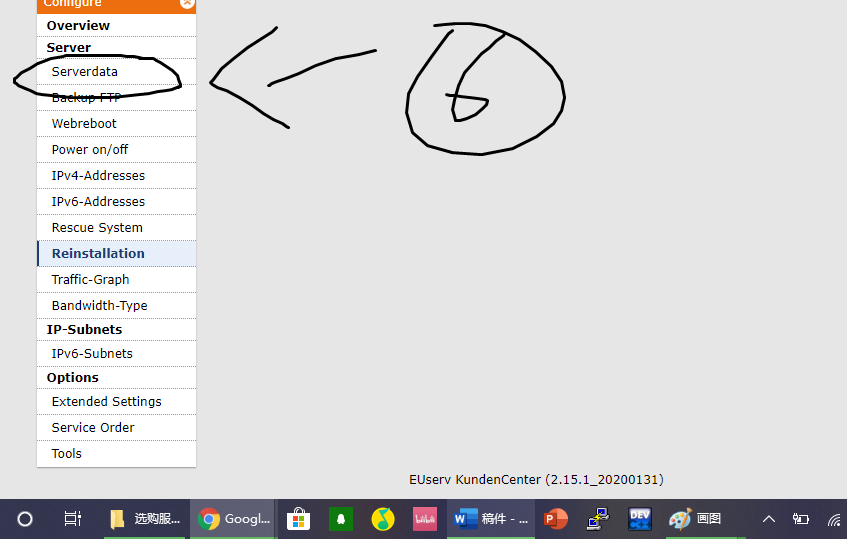 Configure
Overview
Server
Serverdata
Backup FTP
Webreboot
Power on/off
IPv4-Addresses
IPv6-Addresses
Rescue System
Reinstallation
Traffic-Graph
Bandwidth-Type
IP-Subnets
IPv6-Subnets
Options
Extended Settings
Service Order
Tools
6
EUserv KundenCenter (2.15.1_20200131)
选购服... Googl... bilibili W 稿件 - ... P DEV C++ 画图